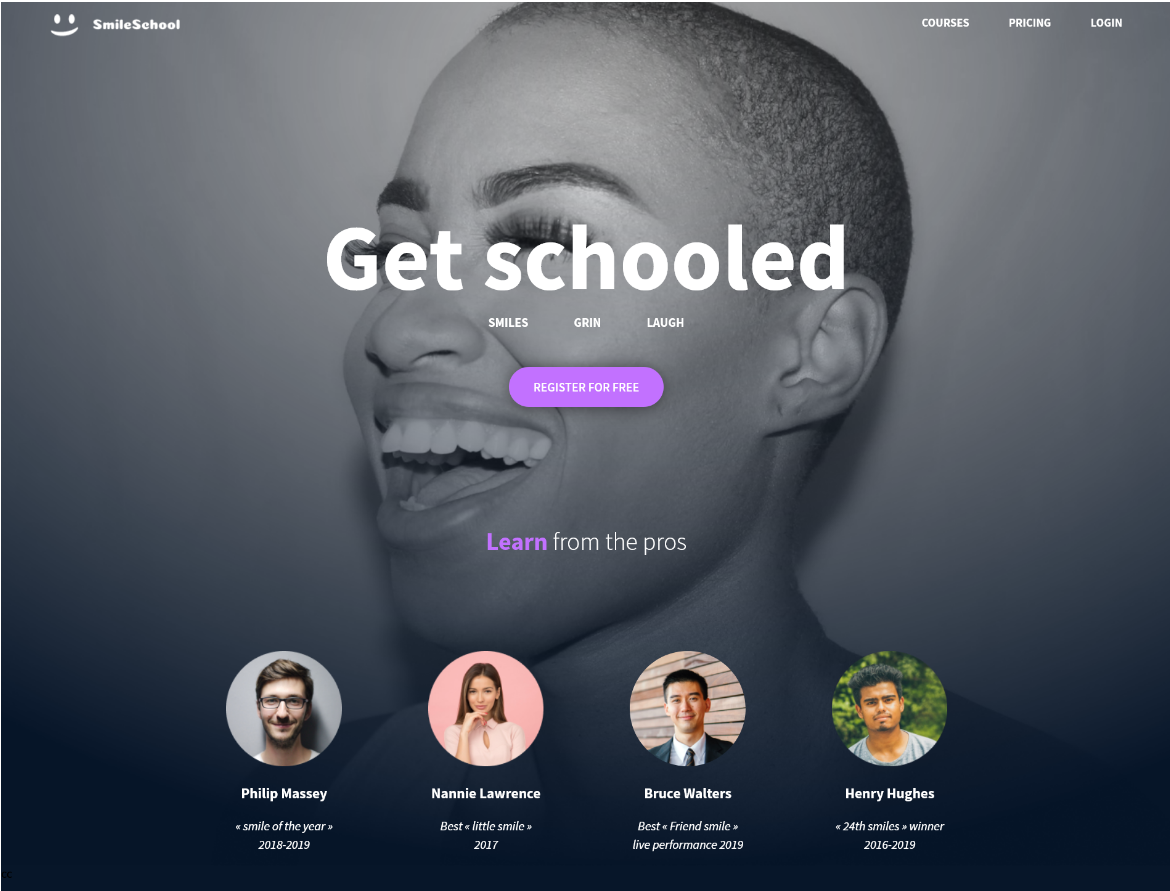 SmileSchool
COURSES PRICING LOGIN
Get schooled
SMILES GRIN LAUGH
REGISTER FOR FREE
Learn from the pros
Philip Massey Nannie Lawrence Bruce Walters Henry Hughes
« smile of the year » Best « little smile » Best « Friend smile » « 24th smiles » winner
2018-2019 2017 live performance 2019 2016-2019